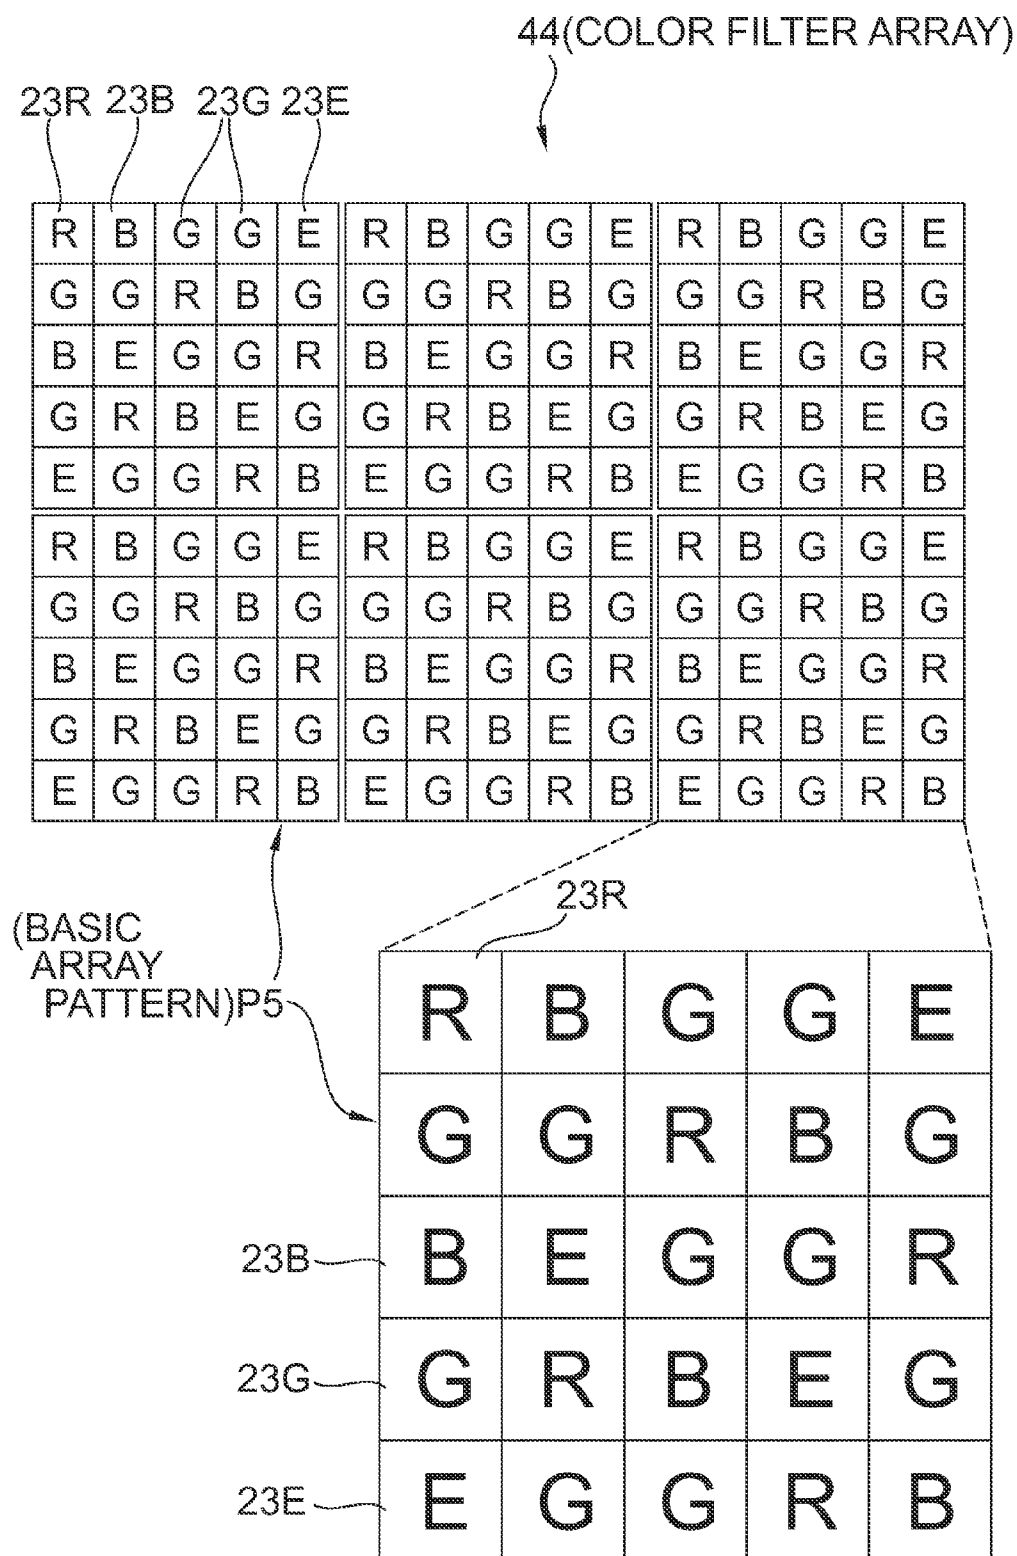 44(COLOR FILTER ARRAY)
23R 23B 23G 23E
R B G G E R B G G E R B G G E
G G R B G G G R B G G G R B G
B E G G R B E G G R B E G G R
G R B E G G R B E G G R B E G
E G G R B E G G R B E G G R B
R B G G E R B G G E R B G G E
G G R B G G G R B G G G R B G
B E G G R B E G G R B E G G R
G R B E G G R B E G G R B E G
E G G R B E G G R B E G G R B
(BASIC
ARRAY
PATTERN)P5
23R
R B G G E
G G R B G
23B B E G G R
23G G R B E G
23E E G G R B